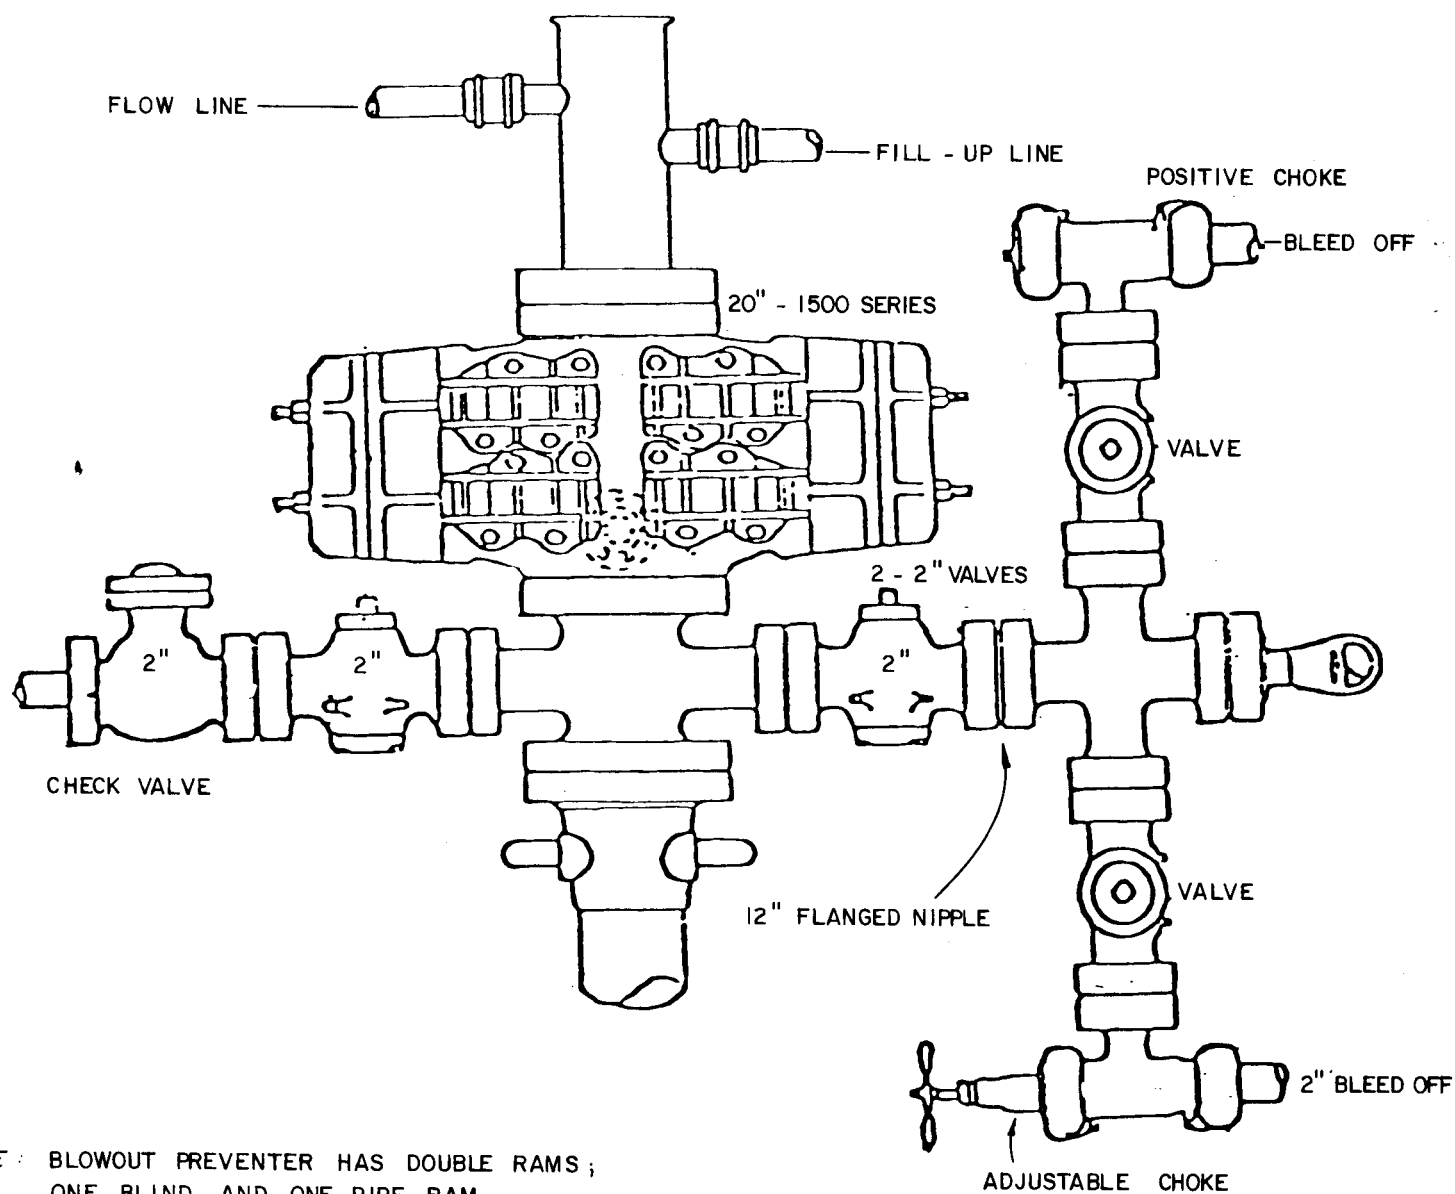 FLOW LINE
FILL - UP LINE
POSITIVE CHOKE
BLEED OFF
20" - 1500 SERIES
VALVE
2 - 2" VALVES
2"
2"
2"
CHECK VALVE
VALVE
12" FLANGED NIPPLE
2" BLEED OFF
ADJUSTABLE CHOKE
BLOWOUT PREVENTER HAS DOUBLE RAMS;
ONE BLIND AND ONE PIPE RAM